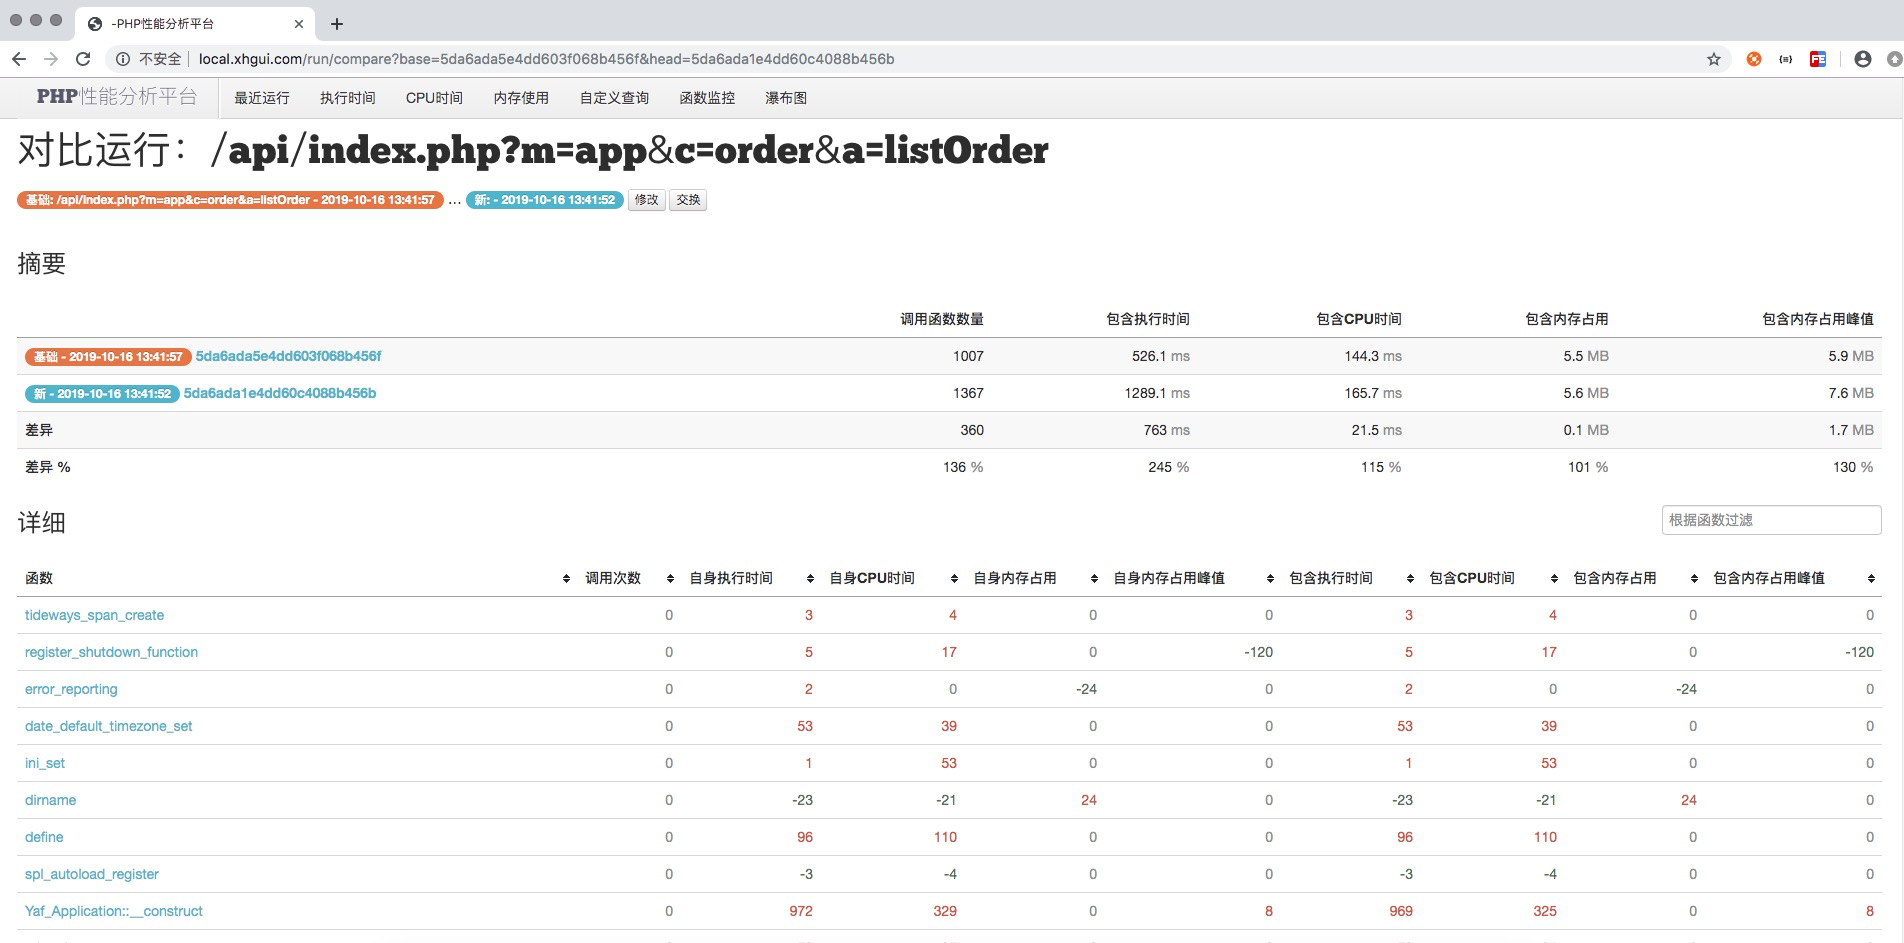 -PHP性能分析平台
不安全 local.xhgui.com/run/compare?base=5da6ada5e4dd603f068b456f&head=5da6ada1e4dd60c4088b456b
PHP性能分析平台 最近运行 执行时间 CPU时间 内存使用 自定义查询 函数监控 瀑布图
对比运行：/api/index.php?m=app&c=order&a=listOrder
基础: /api/index.php?m=app&c=order&a=listOrder - 2019-10-16 13:41:57 ... 新: - 2019-10-16 13:41:52 修改 交换
摘要
调用函数数量 包含执行时间 包含CPU时间 包含内存占用 包含内存占用峰值
基础 - 2019-10-16 13:41:57 5da6ada5e4dd603f068b456f 1007 526.1 ms 144.3 ms 5.5 MB 5.9 MB
新 - 2019-10-16 13:41:52 5da6ada1e4dd60c4088b456b 1367 1289.1 ms 165.7 ms 5.6 MB 7.6 MB
差异 360 763 ms 21.5 ms 0.1 MB 1.7 MB
差异 % 136 % 245 % 115 % 101 % 130 %
详细 根据函数过滤
函数 调用次数 自身执行时间 自身CPU时间 自身内存占用 自身内存占用峰值 包含执行时间 包含CPU时间 包含内存占用 包含内存占用峰值
tideways_span_create 0 3 4 0 0 3 4 0 0
register_shutdown_function 0 5 17 0 -120 5 17 0 -120
error_reporting 0 2 0 -24 0 2 0 -24 0
date_default_timezone_set 0 53 39 0 0 53 39 0 0
ini_set 0 1 53 0 0 1 53 0 0
dirname 0 -23 -21 24 0 -23 -21 24 0
define 0 96 110 0 0 96 110 0 0
spl_autoload_register 0 -3 -4 0 0 -3 -4 0 0
Yaf_Application::__construct 0 972 329 0 8 969 325 0 8